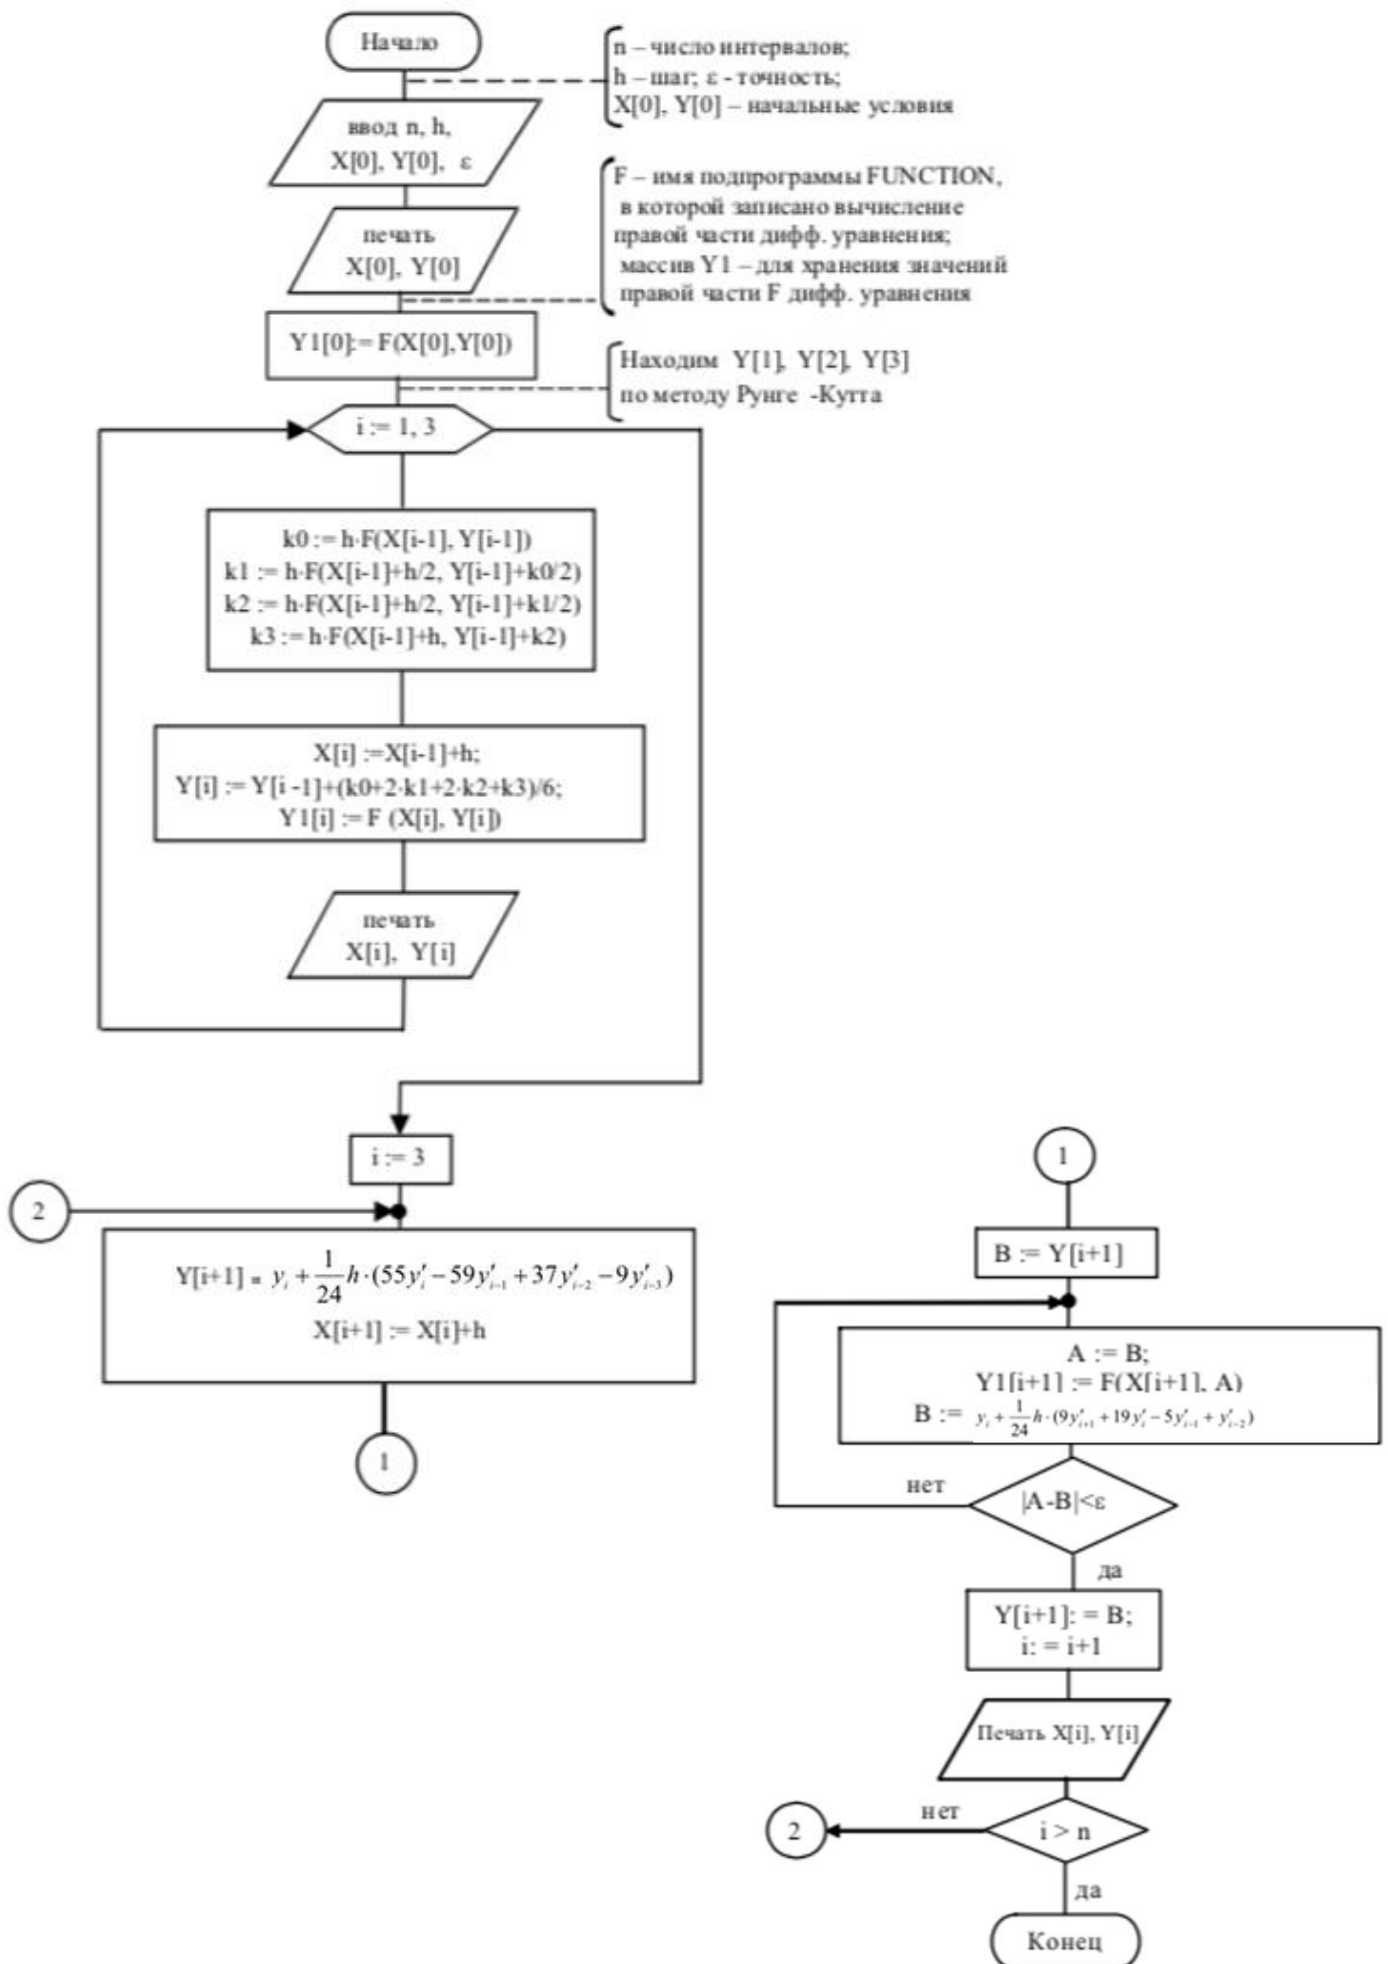 Начало
n – число интервалов;
h – шаг; ε - точность;
X[0], Y[0] – начальные условия
ввод n, h,
X[0], Y[0], ε
F – имя подпрограммы FUNCTION,
в которой записано вычисление
правой части дифф. уравнения;
массив Y1 – для хранения значений
правой части F дифф. уравнения
печать
X[0], Y[0]
Y1[0]:= F(X[0],Y[0])
Находим Y[1], Y[2], Y[3]
по методу Рунге -Кутта
i := 1, 3
k0 := h·F(X[i-1], Y[i-1])
k1 := h·F(X[i-1]+h/2, Y[i-1]+k0/2)
k2 := h·F(X[i-1]+h/2, Y[i-1]+k1/2)
k3 := h·F(X[i-1]+h, Y[i-1]+k2)
X[i] :=X[i-1]+h;
Y[i] := Y[i -1]+(k0+2·k1+2·k2+k3)/6;
Y1[i] := F (X[i], Y[i])
печать
X[i], Y[i]
i := 3
2
Y[i+1] = y_i + 1/24 h·(55y′_i − 59y′_{i−1} + 37y′_{i−2} − 9y′_{i−3})
X[i+1] := X[i]+h
1
1
B := Y[i+1]
A := B;
Y1[i+1] := F(X[i+1], A)
B := y_i + 1/24 h·(9y′_{i+1} + 19y′_i − 5y′_{i−1} + y′_{i−2})
нет
|A-B|<ε
да
Y[i+1]: = B;
i: = i+1
Печать X[i], Y[i]
нет
2
i > n
да
Конец